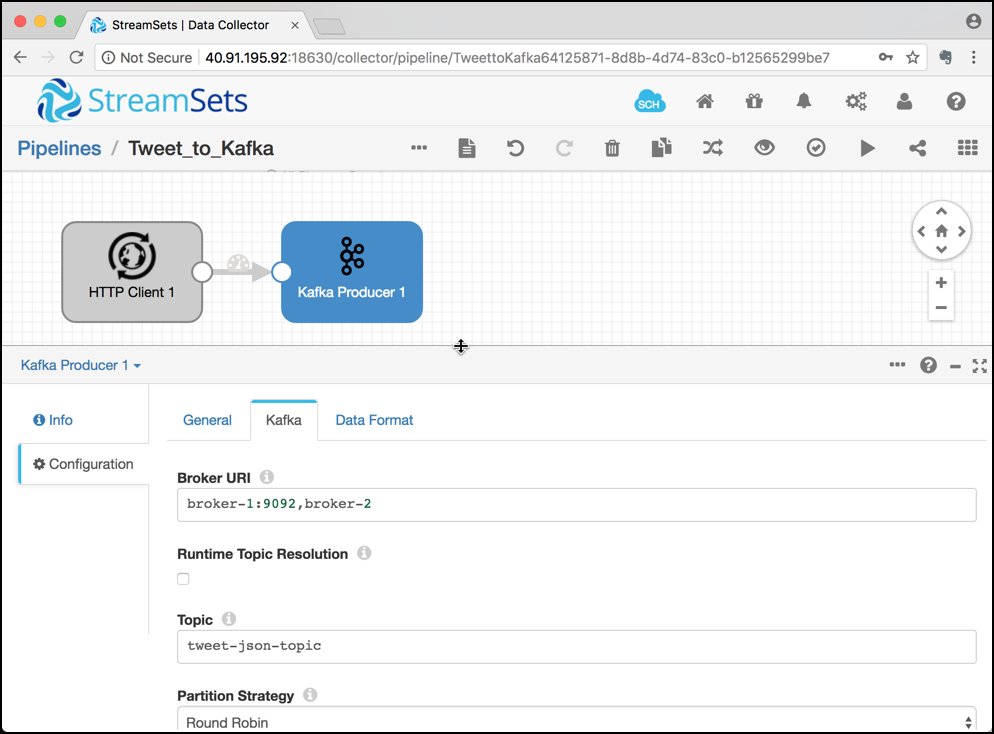 StreamSets | Data Collector
Not Secure 40.91.195.92:18630/collector/pipeline/TweettoKafka64125871-8d8b-4d74-83c0-b12565299be7
StreamSets
SCH
Pipelines / Tweet_to_Kafka
HTTP Client 1
Kafka Producer 1
Kafka Producer 1
Info
General
Kafka
Data Format
Configuration
Broker URI
broker-1:9092,broker-2
Runtime Topic Resolution
Topic
tweet-json-topic
Partition Strategy
Round Robin